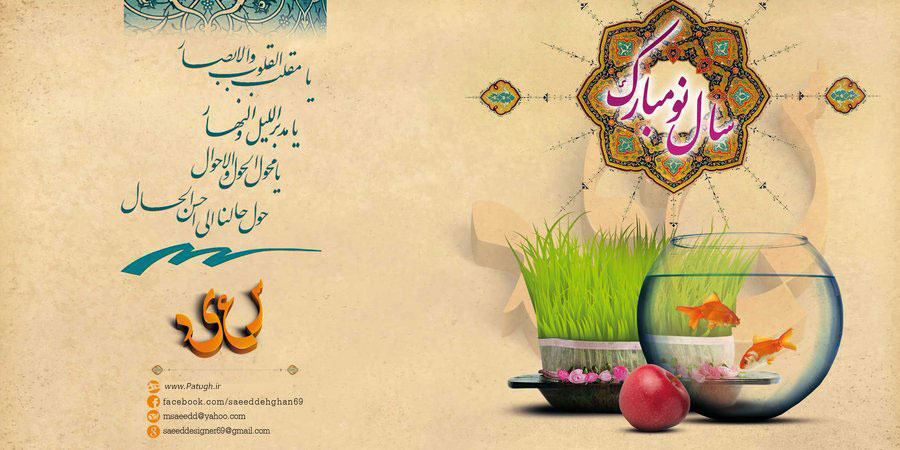 سال نو مبارک
یا مقلب القلوب والابصار
یا مدبر اللیل و النهار
یا محول الحول والاحوال
حول حالنا الی احسن الحال
www.Patugh.ir
facebook.com/saeeddehghan69
msaeedd@yahoo.com
saeeddesigner69@gmail.com